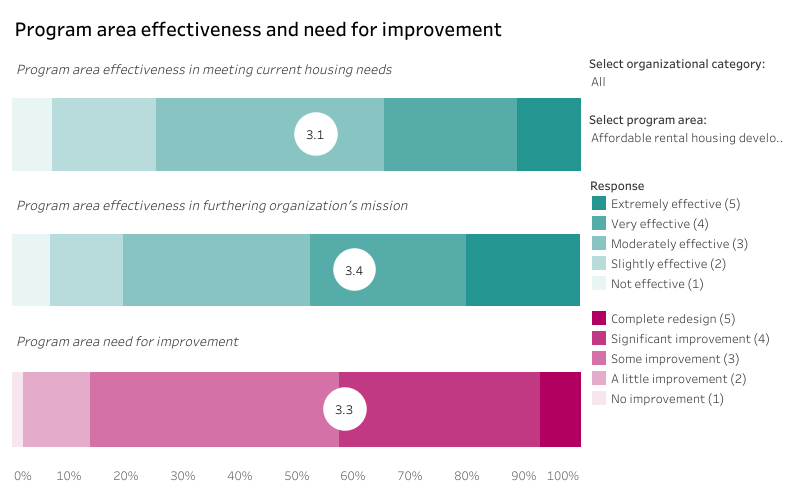 Program area effectiveness and need for improvement
Program area effectiveness in meeting current housing needs
3.1
Program area effectiveness in furthering organization's mission
3.4
Program area need for improvement
3.3
0% 10% 20% 30% 40% 50% 60% 70% 80% 90% 100%
Select organizational category:
All
Select program area:
Affordable rental housing develo..
Response
Extremely effective (5)
Very effective (4)
Moderately effective (3)
Slightly effective (2)
Not effective (1)
Complete redesign (5)
Significant improvement (4)
Some improvement (3)
A little improvement (2)
No improvement (1)